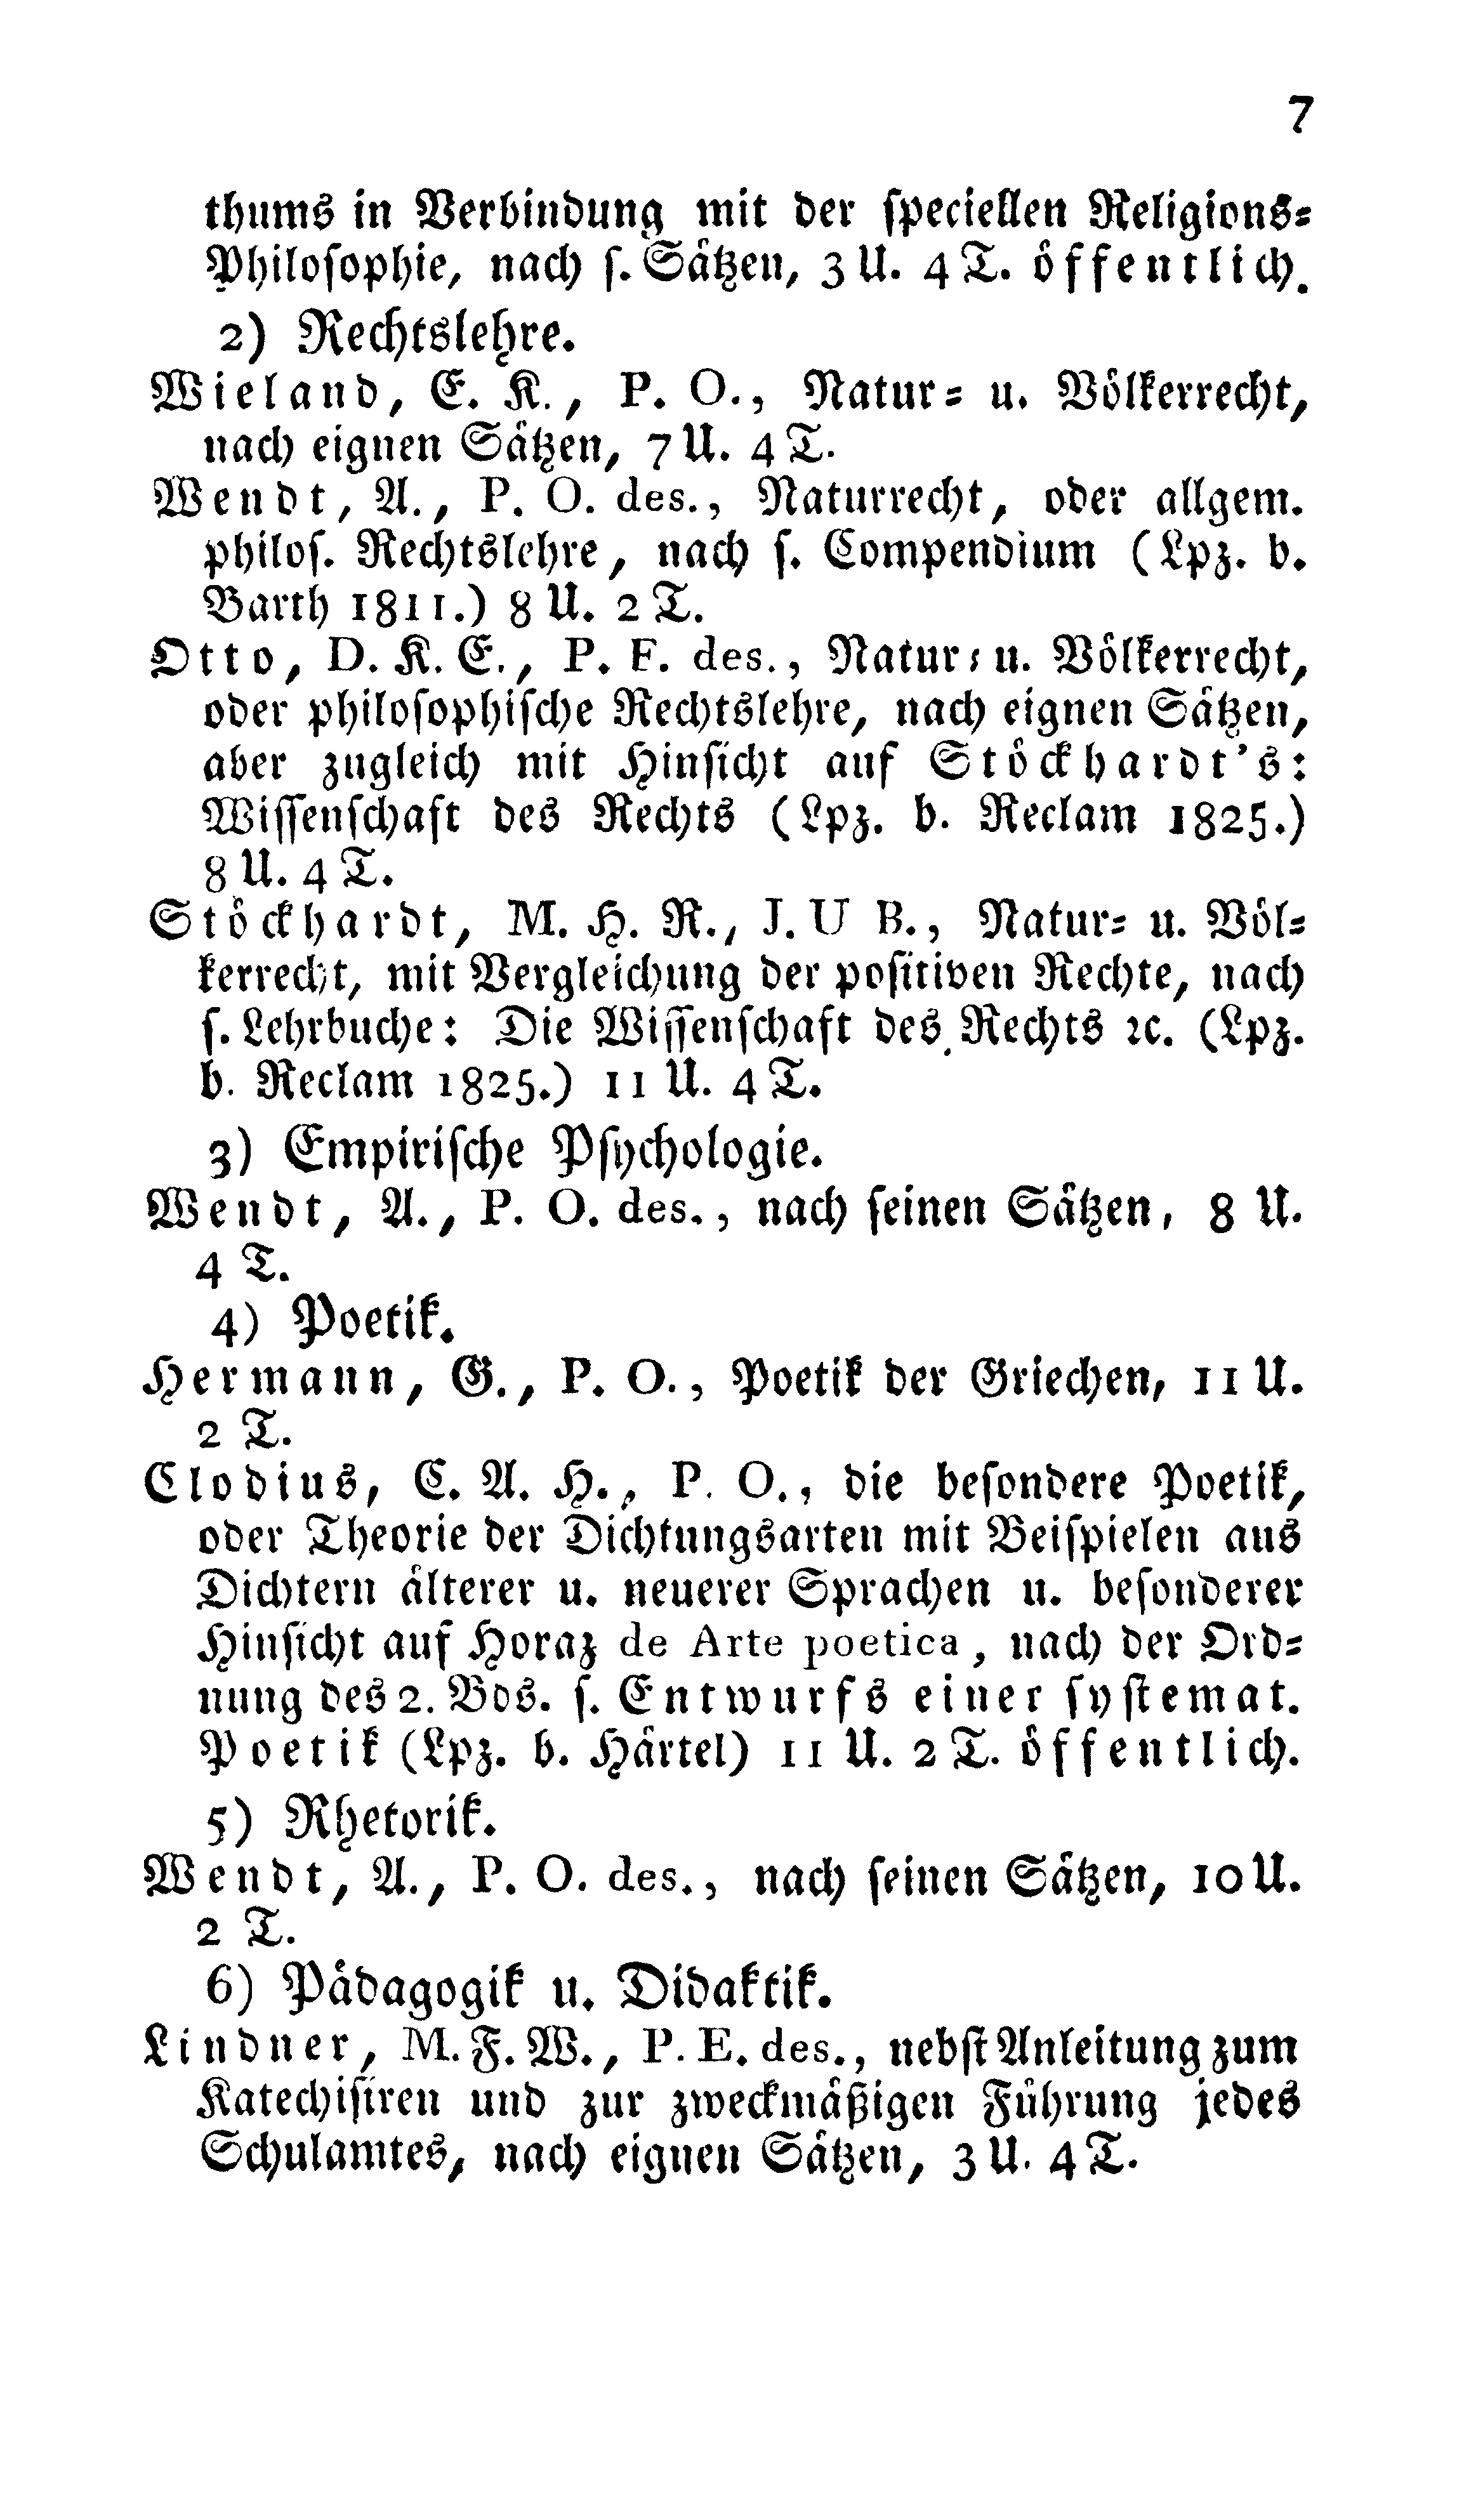 7
thums in Verbindung mit der speciellen Religions-
Philosophie, nach s. Sätzen, 3 U. 4 T. öffentlich.
2) Rechtslehre.
Wieland, E. K., P. O., Natur- u. Völkerrecht,
nach eignen Sätzen, 7 U. 4 T.
Wendt, A., P. O. des., Naturrecht, oder allgem.
philos. Rechtslehre, nach s. Compendium (Lpz. b.
Barth 1811.) 8 U. 2 T.
Otto, D. K. E., P. F. des., Natur- u. Völkerrecht,
oder philosophische Rechtslehre, nach eignen Sätzen,
aber zugleich mit Hinsicht auf Stöckhardt's:
Wissenschaft des Rechts (Lpz. b. Reclam 1825.)
8 U. 4 T.
Stöckhardt, M. H. R., J. U B., Natur- u. Völ-
kerrecht, mit Vergleichung der positiven Rechte, nach
s. Lehrbuche: Die Wissenschaft des Rechts ꝛc. (Lpz.
b. Reclam 1825.) 11 U. 4 T.
3) Empirische Psychologie.
Wendt, A., P. O. des., nach seinen Sätzen, 8 U.
4 T.
4) Poetik.
Hermann, G., P. O., Poetik der Griechen, 11 U.
2 T.
Clodius, C. A. H., P. O., die besondere Poetik,
oder Theorie der Dichtungsarten mit Beispielen aus
Dichtern älterer u. neuerer Sprachen u. besonderer
Hinsicht auf Horaz de Arte poetica, nach der Ord-
nung des 2. Bds. s. Entwurfs einer systemat.
Poetik (Lpz. b. Härtel) 11 U. 2 T. öffentlich.
5) Rhetorik.
Wendt, A., P. O. des., nach seinen Sätzen, 10 U.
2 T.
6) Pädagogik u. Didaktik.
Lindner, M. F. W., P. E. des., nebst Anleitung zum
Katechisiren und zur zweckmäßigen Führung jedes
Schulamtes, nach eignen Sätzen, 3 U. 4 T.